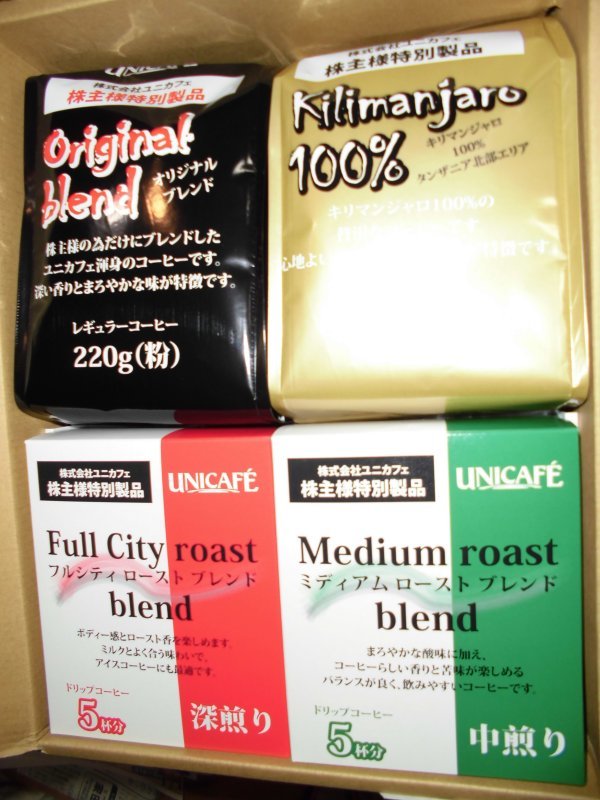 UNICAFÉ
株式会社ユニカフェ
株主様特別製品
Original
blend
オリジナル
ブレンド
株主様の為だけにブレンドした
ユニカフェ渾身のコーヒーです。
深い香りとまろやかな味が特徴です。
レギュラーコーヒー
220g(粉)
株式会社ユニカフェ
株主様特別製品
Kilimanjaro
100%
キリマンジャロ
100%
タンザニア北部エリア
キリマンジャロ100%の
です
心地よい
が特徴です。
株式会社ユニカフェ
株主様特別製品
UNICAFÉ
Full City roast
フルシティ ロースト ブレンド
blend
ボディー感とロースト香を楽しめます。
ミルクとよく合う味わいで、
アイスコーヒーにも最適です。
ドリップコーヒー
5杯分
深煎り
株式会社ユニカフェ
株主様特別製品
UNICAFÉ
Medium roast
ミディアム ロースト ブレンド
blend
まろやかな酸味に加え、
コーヒーらしい香りと苦味が楽しめる
バランスが良く、飲みやすいコーヒーです。
ドリップコーヒー
5杯分
中煎り